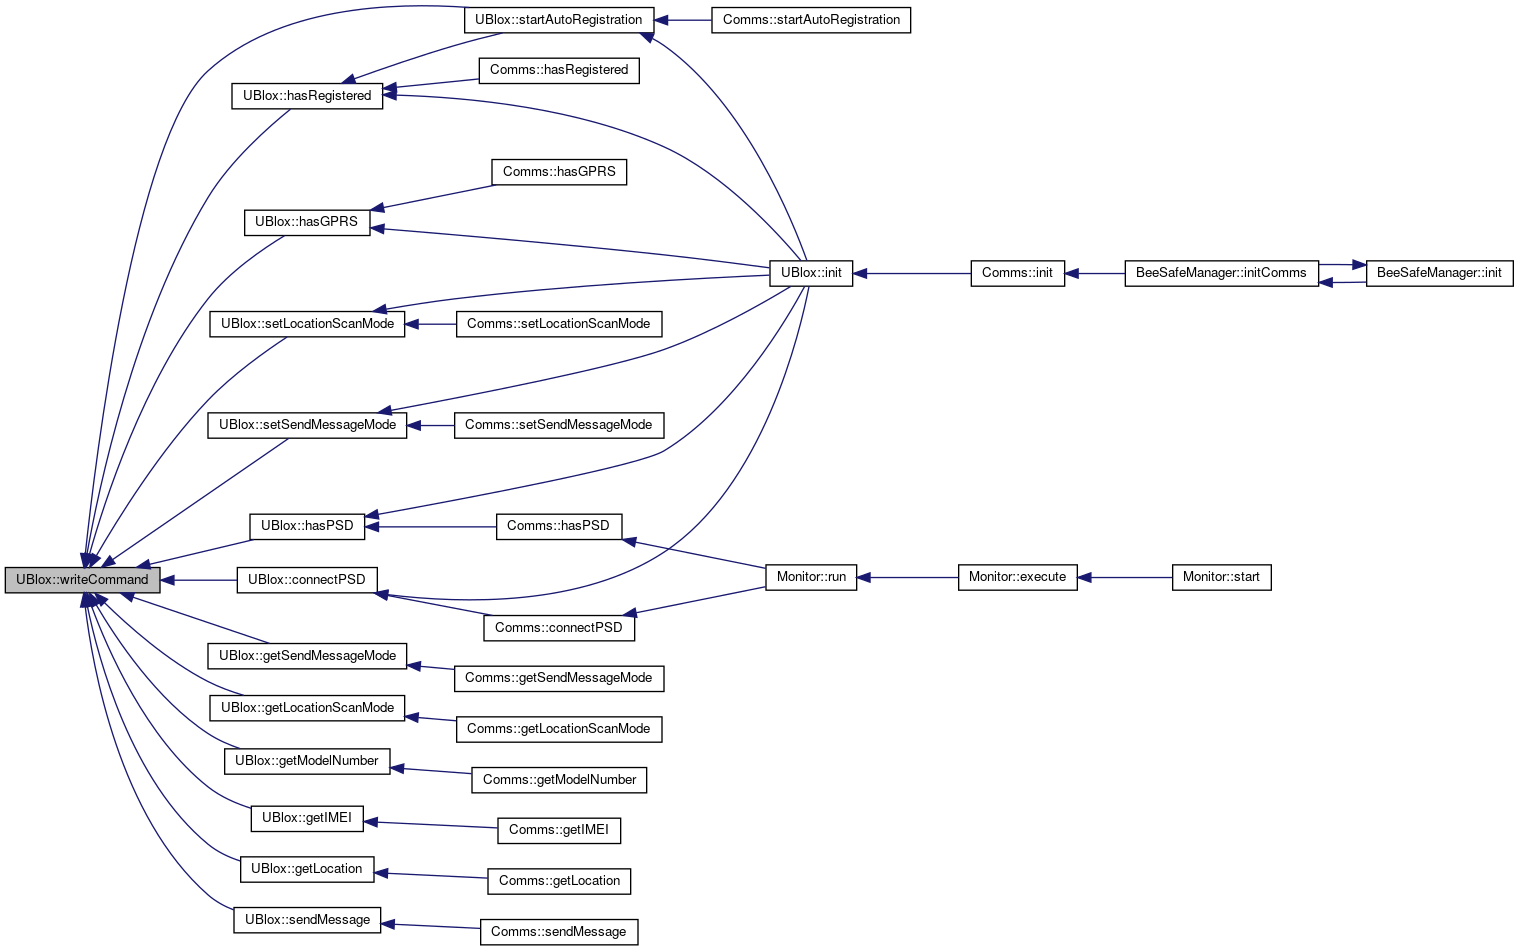 UBlox::startAutoRegistration
Comms::startAutoRegistration
Comms::hasRegistered
UBlox::hasRegistered
Comms::hasGPRS
UBlox::hasGPRS
UBlox::init
Comms::init
BeeSafeManager::initComms
BeeSafeManager::init
UBlox::setLocationScanMode
Comms::setLocationScanMode
UBlox::setSendMessageMode
Comms::setSendMessageMode
UBlox::hasPSD
Comms::hasPSD
UBlox::writeCommand
UBlox::connectPSD
Monitor::run
Monitor::execute
Monitor::start
Comms::connectPSD
UBlox::getSendMessageMode
Comms::getSendMessageMode
UBlox::getLocationScanMode
Comms::getLocationScanMode
UBlox::getModelNumber
Comms::getModelNumber
UBlox::getIMEI
Comms::getIMEI
UBlox::getLocation
Comms::getLocation
UBlox::sendMessage
Comms::sendMessage